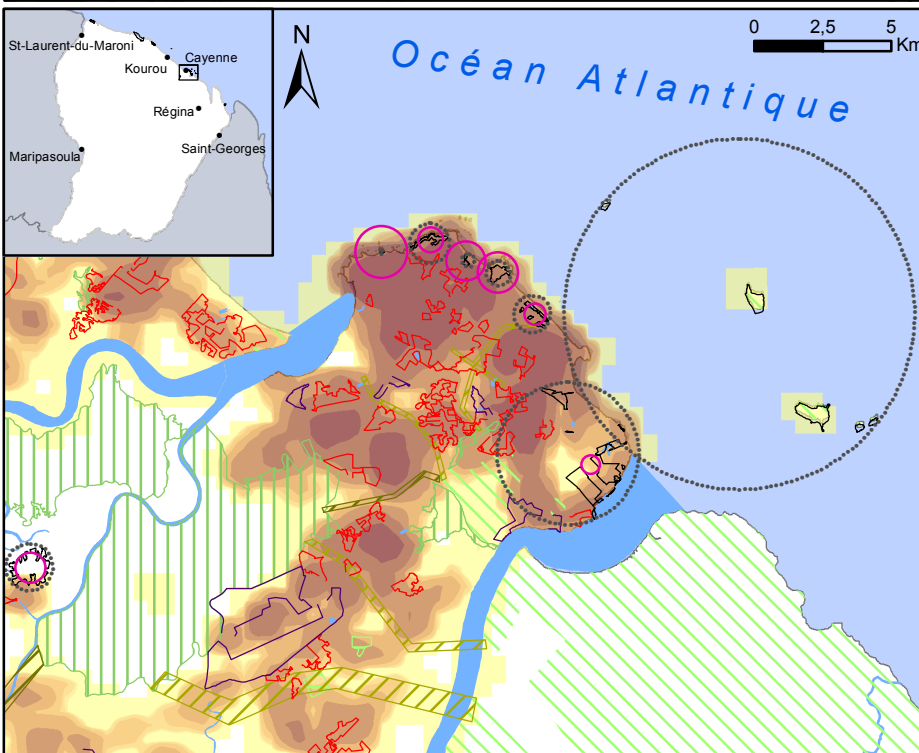 St-Laurent-du-Maroni
Cayenne
Kourou
Régina
Saint-Georges
Maripasoula
N
0 2,5 5
Km
Océan Atlantique